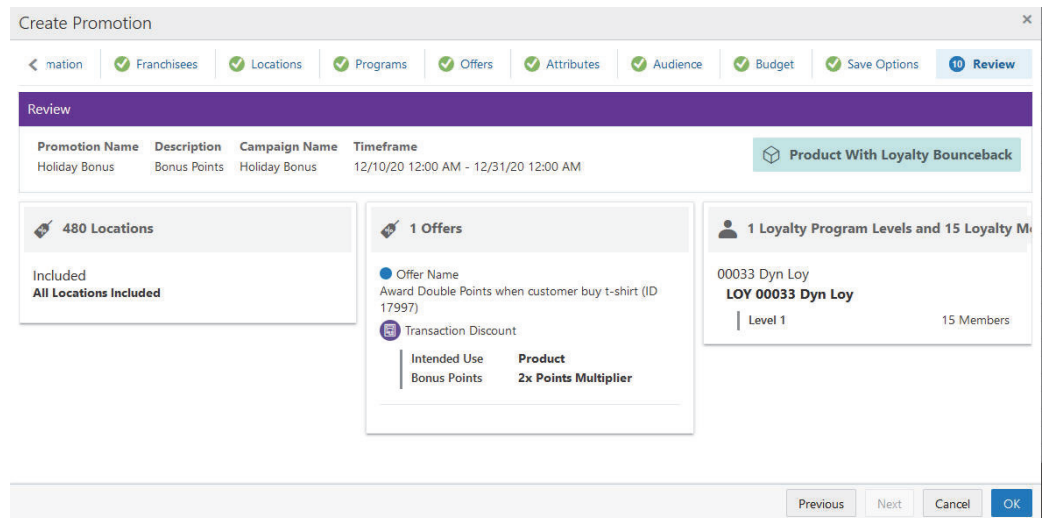 Create Promotion ×
mation Franchisees Locations Programs Offers Attributes Audience Budget Save Options 10 Review
Review
Promotion Name Description Campaign Name Timeframe
Holiday Bonus Bonus Points Holiday Bonus 12/10/20 12:00 AM - 12/31/20 12:00 AM
Product With Loyalty Bounceback
480 Locations
Included
All Locations Included
1 Offers
Offer Name
Award Double Points when customer buy t-shirt (ID
17997)
Transaction Discount
Intended Use Product
Bonus Points 2x Points Multiplier
1 Loyalty Program Levels and 15 Loyalty M
00033 Dyn Loy
LOY 00033 Dyn Loy
Level 1 15 Members
Previous Next Cancel OK